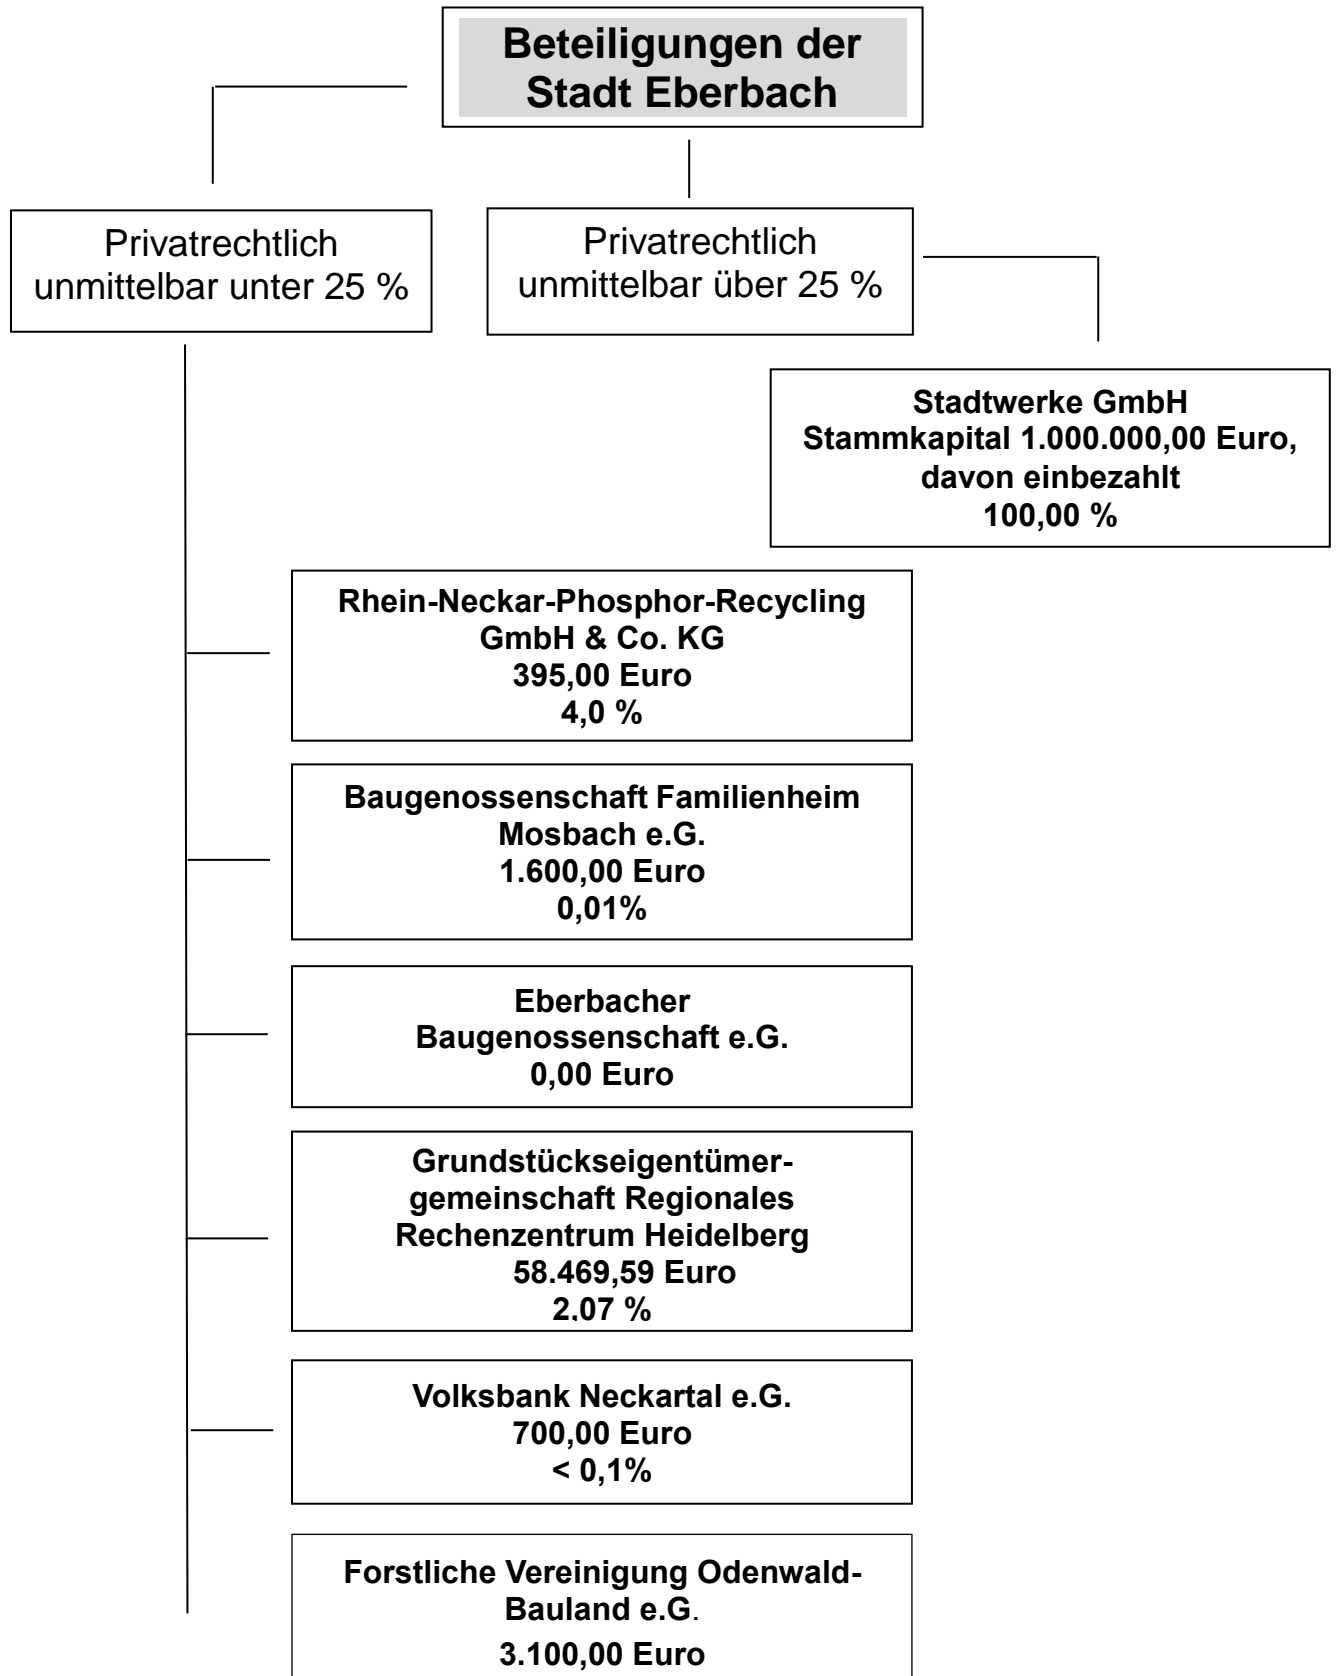 Beteiligungen der
Stadt Eberbach
Privatrechtlich
unmittelbar unter 25 %
Privatrechtlich
unmittelbar über 25 %
Stadtwerke GmbH
Stammkapital 1.000.000,00 Euro,
davon einbezahlt
100,00 %
Rhein-Neckar-Phosphor-Recycling
GmbH & Co. KG
395,00 Euro
4,0 %
Baugenossenschaft Familienheim
Mosbach e.G.
1.600,00 Euro
0,01%
Eberbacher
Baugenossenschaft e.G.
0,00 Euro
Grundstückseigentümer-
gemeinschaft Regionales
Rechenzentrum Heidelberg
58.469,59 Euro
2,07 %
Volksbank Neckartal e.G.
700,00 Euro
< 0,1%
Forstliche Vereinigung Odenwald-
Bauland e.G.
3.100,00 Euro